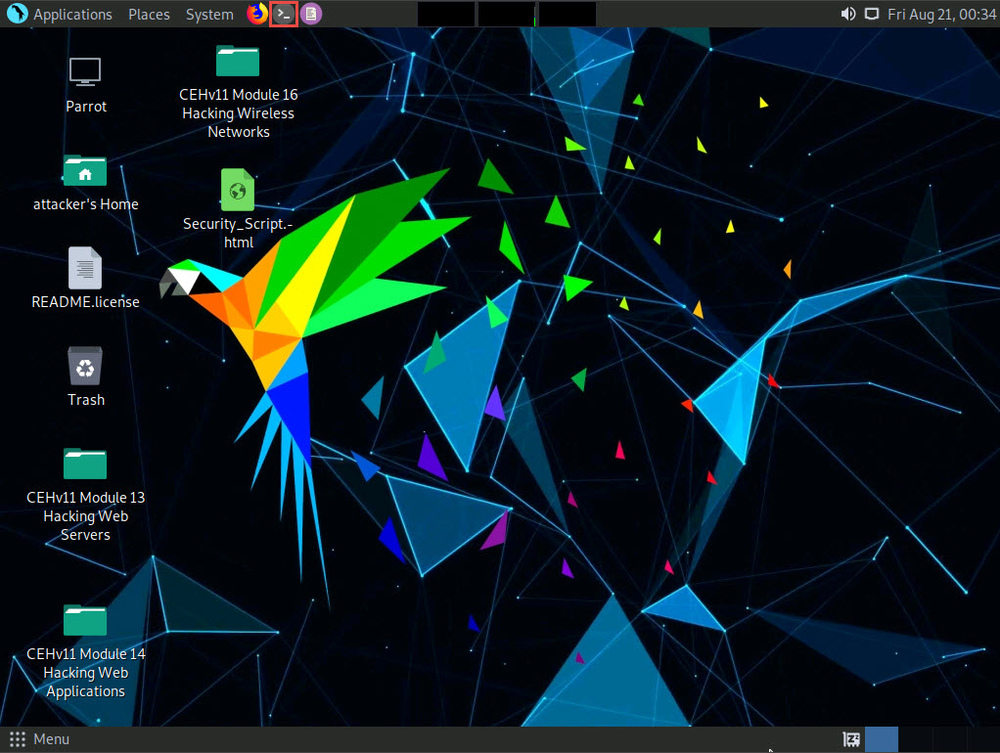 Applications Places System
Fri Aug 21, 00:34
Parrot
CEHv11 Module 16
Hacking Wireless
Networks
attacker's Home
Security_Script.-
html
README.license
Trash
CEHv11 Module 13
Hacking Web
Servers
CEHv11 Module 14
Hacking Web
Applications
Menu